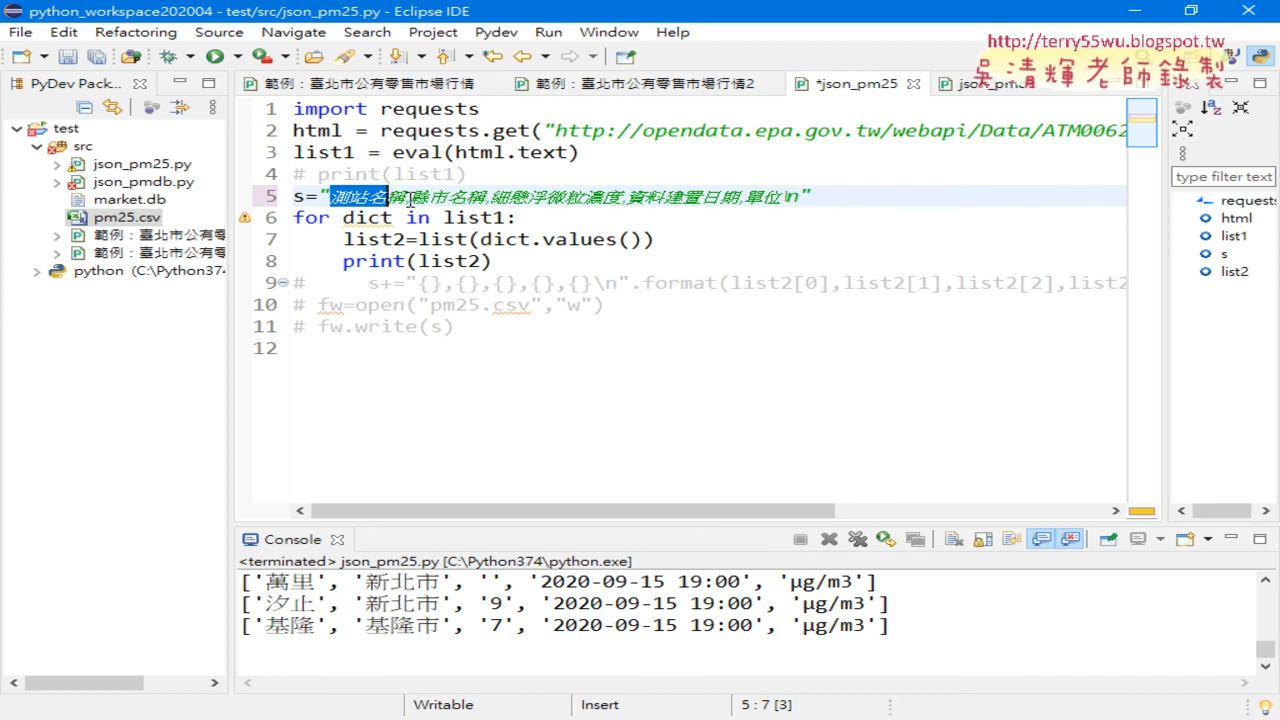 python_workspace202004 - test/src/json_pm25.py - Eclipse IDE
File Edit Refactoring Source Navigate Search Project Pydev Run Window Help
http://terry55wu.blogspot.tw
吳清輝老師錄製
PyDev Pack...
範例：臺北市公有零售市場行情
範例：臺北市公有零售市場行情2
*json_pm25
test
src
json_pm25.py
json_pmdb.py
market.db
pm25.csv
範例：臺北市公有零
範例：臺北市公有零
python (C:\Python374
1 import requests
2 html = requests.get("http://opendata.epa.gov.tw/webapi/Data/ATM0062
3 list1 = eval(html.text)
4 # print(list1)
5 s="測站名稱,縣市名稱,細懸浮微粒濃度,資料建置日期,單位\n"
6 for dict in list1:
7 list2=list(dict.values())
8 print(list2)
9 # s+="{},{},{},{},{}\n".format(list2[0],list2[1],list2[2],list2
10 # fw=open("pm25.csv","w")
11 # fw.write(s)
12
type filter text
requests
html
list1
s
list2
Console
<terminated> json_pm25.py [C:\Python374\python.exe]
['萬里', '新北市', '', '2020-09-15 19:00', 'μg/m3']
['汐止', '新北市', '9', '2020-09-15 19:00', 'μg/m3']
['基隆', '基隆市', '7', '2020-09-15 19:00', 'μg/m3']
Writable Insert 5 : 7 [3]